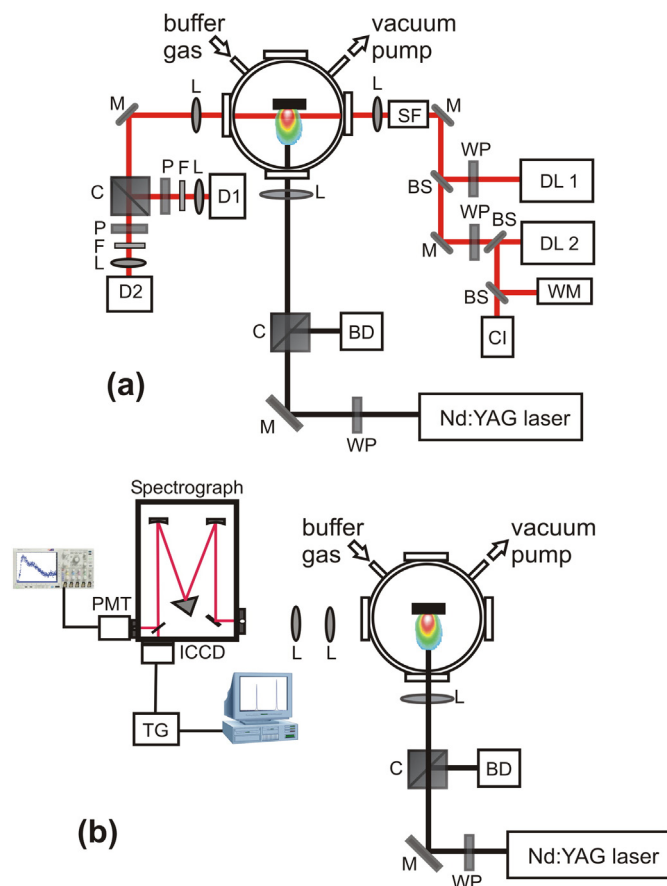 buffer gas
vacuum pump
L
L
M
SF
M
WP
DL 1
BS
P F L
D1
C
L
WP
BS
DL 2
P
F
L
M
BS
WM
D2
C
BD
CI
(a)
M
WP
Nd:YAG laser
Spectrograph
buffer gas
vacuum pump
PMT
ICCD
L L
L
TG
C
BD
(b)
M
WP
Nd:YAG laser